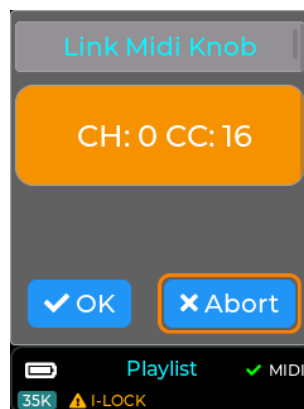 Link Midi Knob
CH: 0 CC: 16
OK
Abort
Playlist
MIDI
35K
I-LOCK